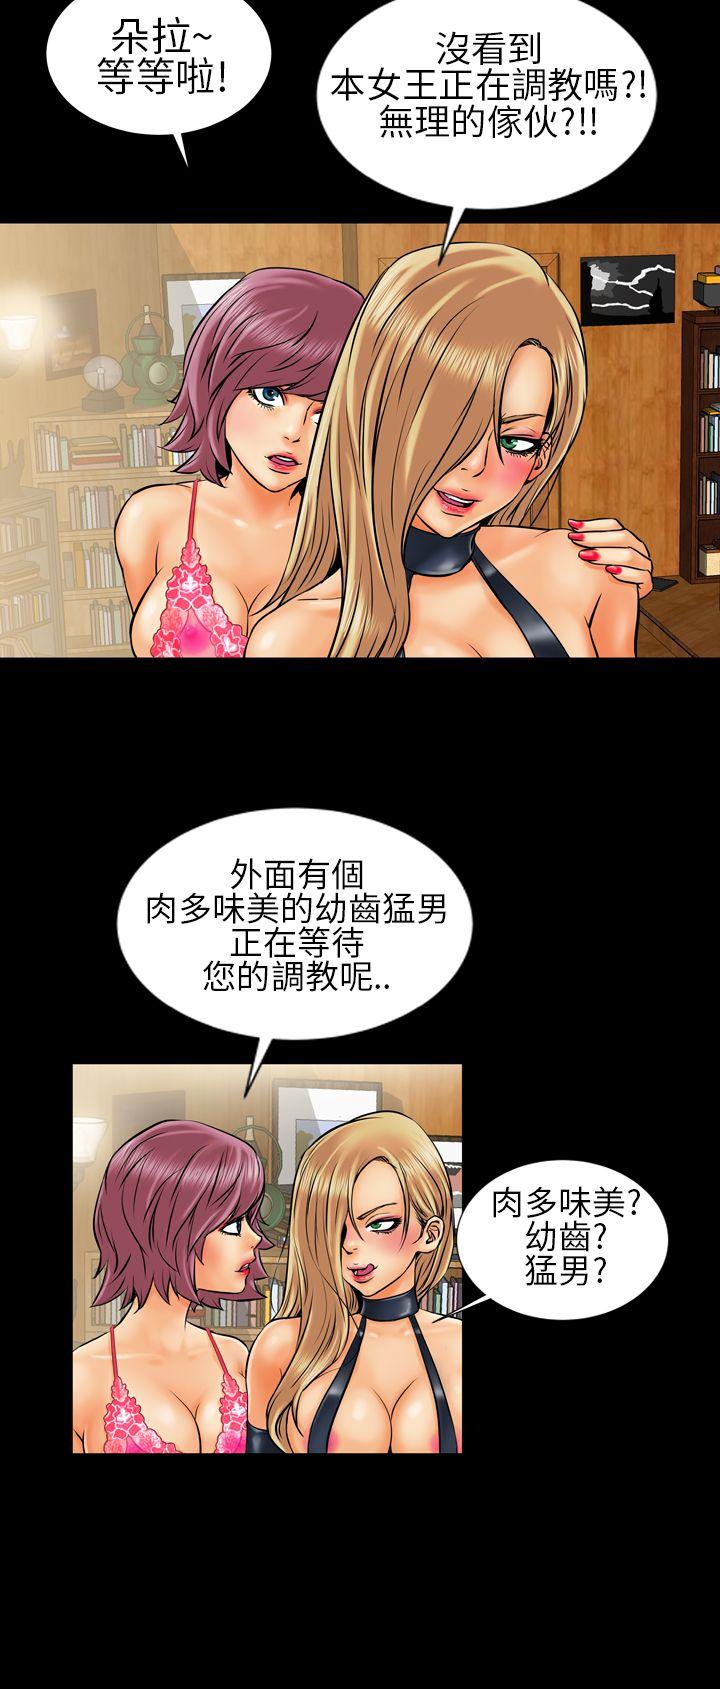 朵拉~
等等啦!
沒看到
本女王正在調教嗎?!
無理的傢伙?!!
外面有個
肉多味美的幼齒猛男
正在等待
您的調教呢..
肉多味美?
幼齒?
猛男?